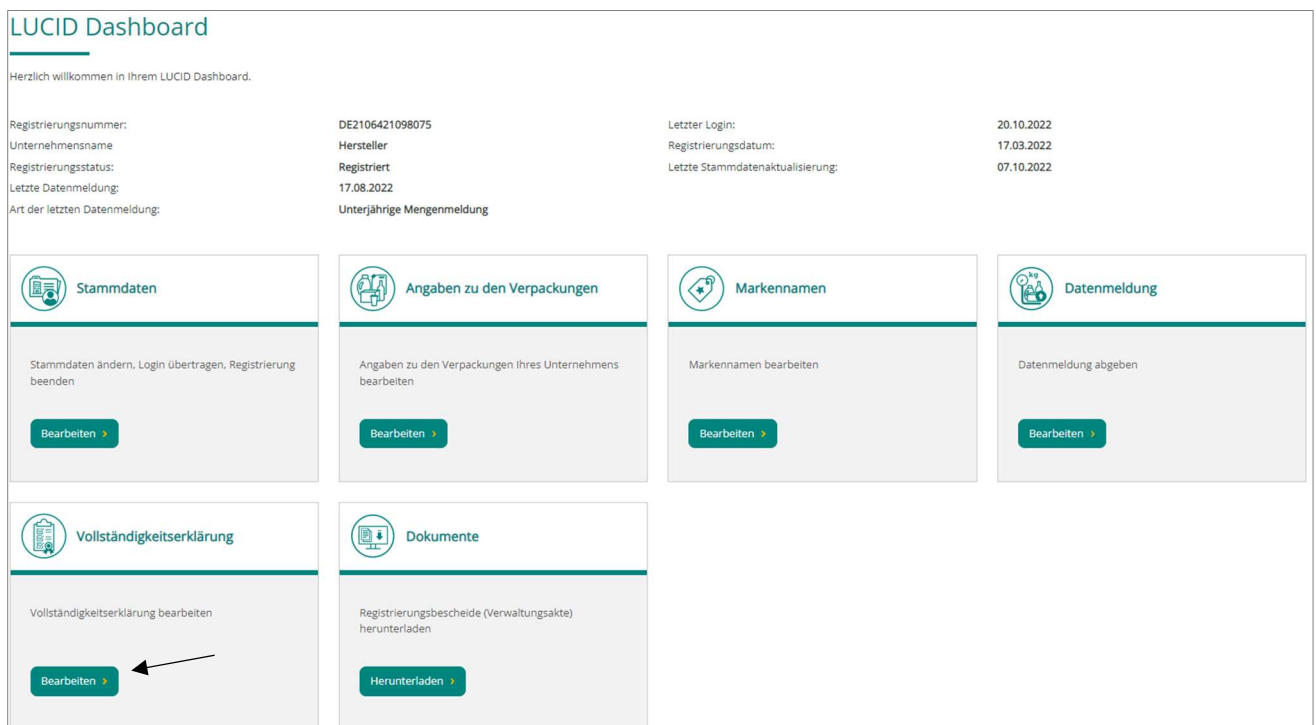 LUCID Dashboard
Herzlich willkommen in Ihrem LUCID Dashboard.
Registrierungsnummer: DE2106421098075 Letzter Login: 20.10.2022
Unternehmensname Hersteller Registrierungsdatum: 17.03.2022
Registrierungsstatus: Registriert Letzte Stammdatenaktualisierung: 07.10.2022
Letzte Datenmeldung: 17.08.2022
Art der letzten Datenmeldung: Unterjährige Mengenmeldung
Stammdaten
Stammdaten ändern, Login übertragen, Registrierung
beenden
Bearbeiten >
Angaben zu den Verpackungen
Angaben zu den Verpackungen Ihres Unternehmens
bearbeiten
Bearbeiten >
Markennamen
Markennamen bearbeiten
Bearbeiten >
kg
Datenmeldung
Datenmeldung abgeben
Bearbeiten >
Vollständigkeitserklärung
Vollständigkeitserklärung bearbeiten
Bearbeiten >
Dokumente
Registrierungsbescheide (Verwaltungsakte)
herunterladen
Herunterladen >